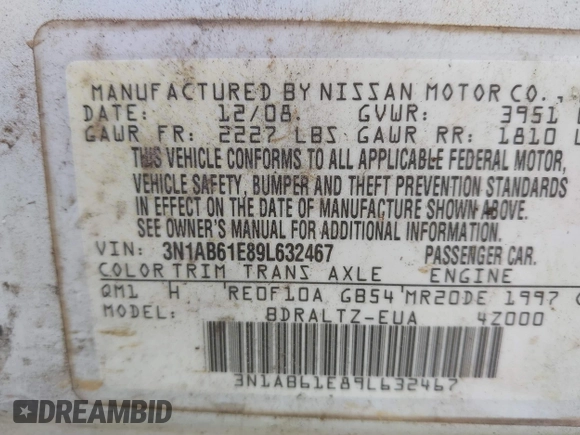 MANUFACTURED BY NISSAN MOTOR CO.,
DATE: 12/08 GVWR: 3951
GAWR FR: 2227 LBS GAWR RR: 1810
THIS VEHICLE CONFORMS TO ALL APPLICABLE FEDERAL MOTOR
VEHICLE SAFETY, BUMPER AND THEFT PREVENTION STANDARDS
IN EFFECT ON THE DATE OF MANUFACTURE SHOWN ABOVE.
SEE OWNER'S MANUAL FOR ADDITIONAL INFORMATION.
VIN: 3N1AB61E89L632467 PASSENGER CAR.
COLOR TRIM TRANS AXLE ENGINE
QM1 H RE0F10A GB54 MR20DE 1997
MODEL: BDRALTZ-EUA 4Z000
3N1AB61E89L632467
DREAMBID